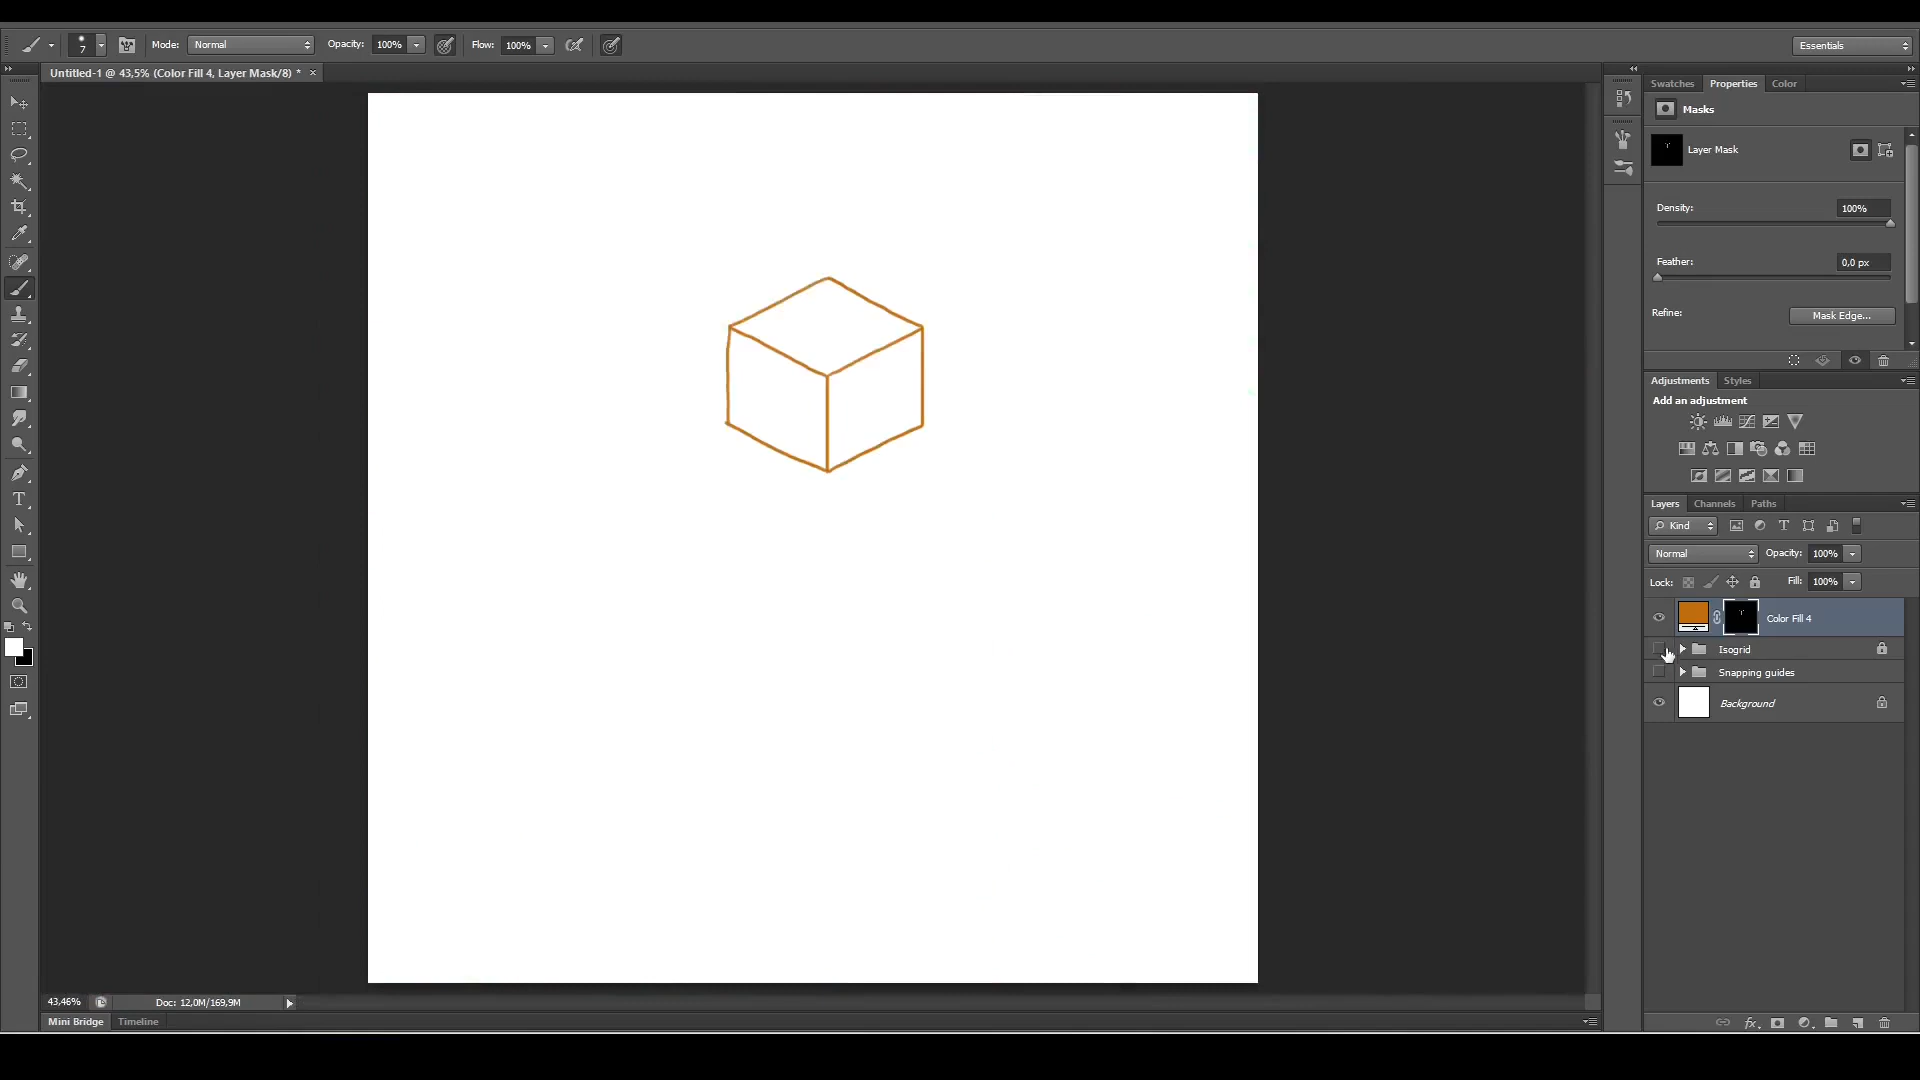 7
Mode: Normal
Opacity: 100%
Flow: 100%
Essentials
Untitled-1 @ 43,5% (Color Fill 4, Layer Mask/8) *
Swatches
Properties
Color
Masks
Layer Mask
Density: 100%
Feather: 0,0 px
Refine: Mask Edge...
Adjustments
Styles
Add an adjustment
Layers
Channels
Paths
Kind
Normal
Opacity: 100%
Lock:
Fill: 100%
Color Fill 4
Isogrid
Snapping guides
Background
43,46%
Doc: 12,0M/169,9M
Mini Bridge
Timeline